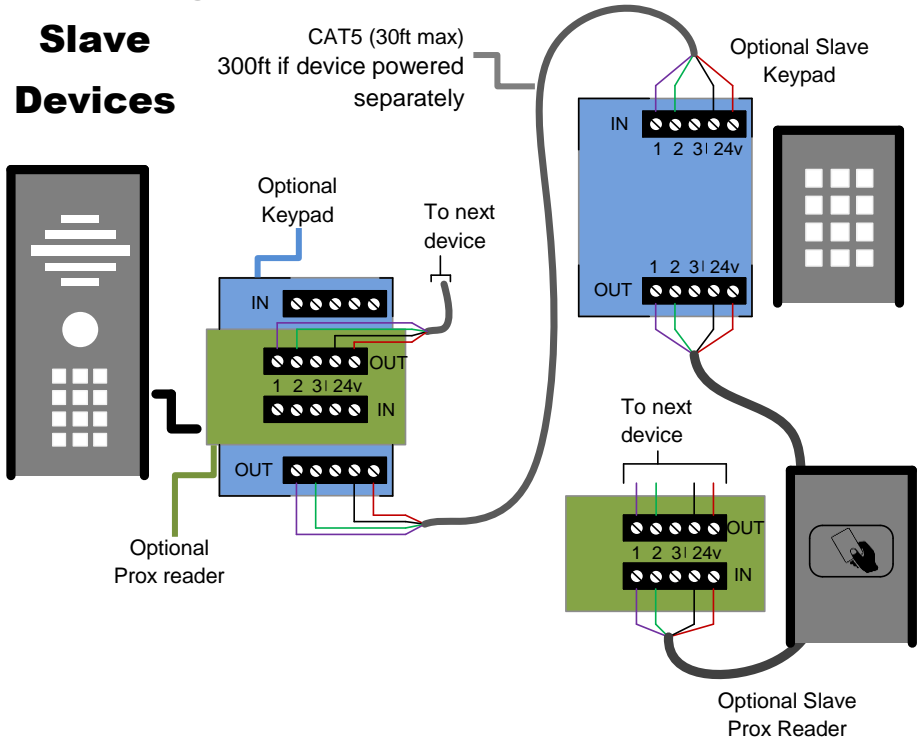 Slave
Devices
CAT5 (30ft max)
300ft if device powered
separately
Optional Slave
Keypad
IN
1 2 3 24v
1 2 3 24v
OUT
Optional
Keypad
To next
device
IN
OUT
1 2 3 24v
IN
OUT
Optional
Prox reader
To next
device
OUT
1 2 3 24v
IN
Optional Slave
Prox Reader